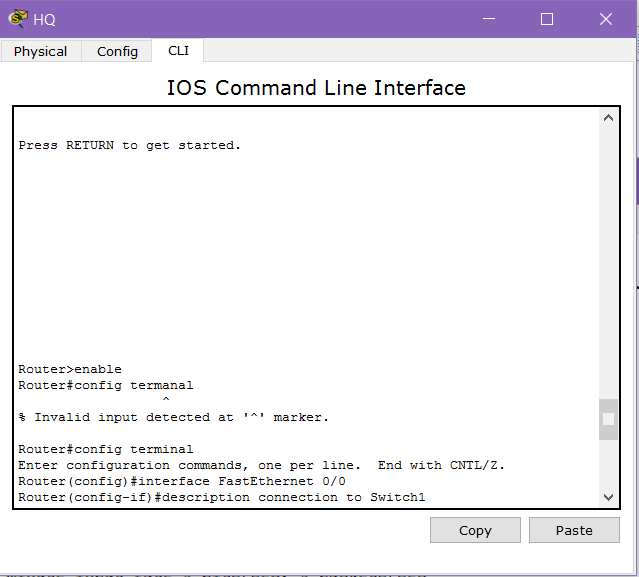 HQ
Physical Config CLI
IOS Command Line Interface
Press RETURN to get started.
Router>enable
Router#config termanal
^
% Invalid input detected at '^' marker.
Router#config terminal
Enter configuration commands, one per line.  End with CNTL/Z.
Router(config)#interface FastEthernet 0/0
Router(config-if)#description connection to Switch1
Copy Paste